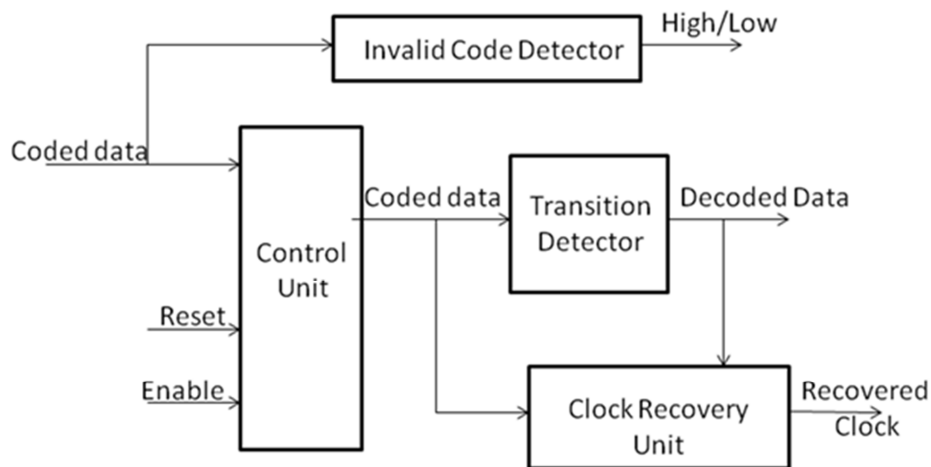 High/Low
Invalid Code Detector
Coded data
Coded data
Transition
Detector
Decoded Data
Control
Unit
Reset
Enable
Clock Recovery
Unit
Recovered
Clock